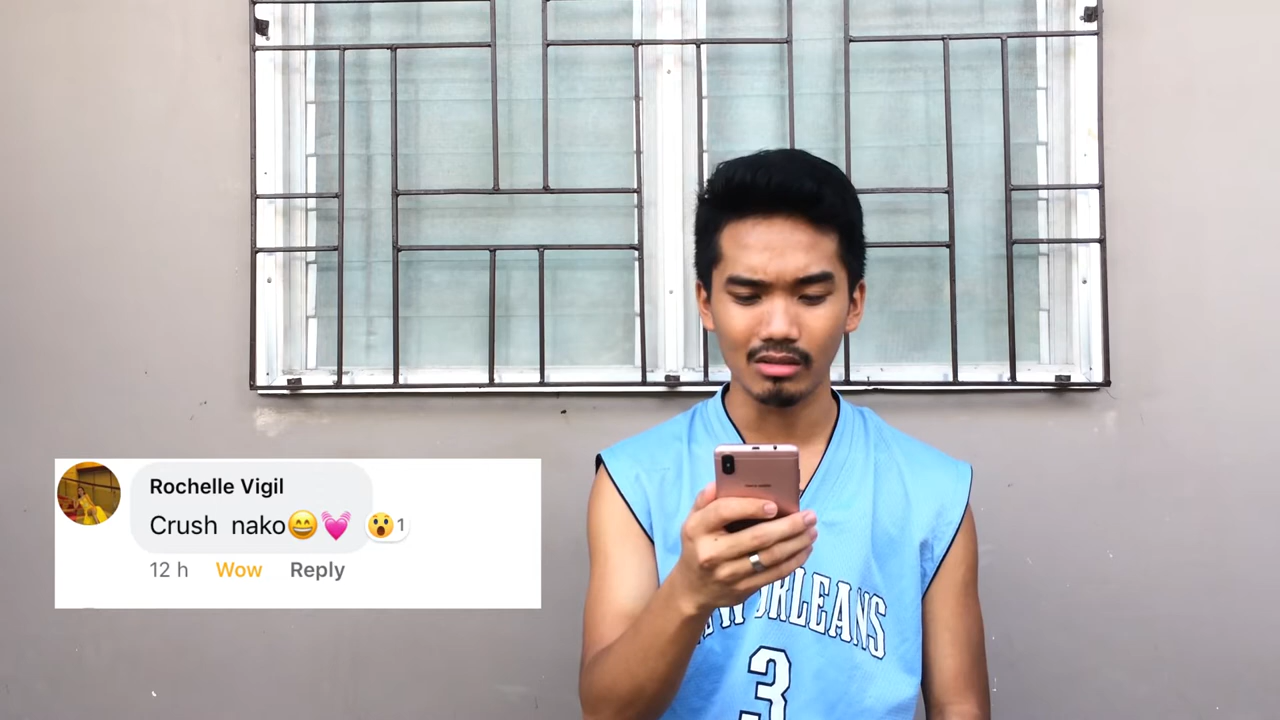 Rochelle Vigil
Crush nako😄💓
😮 1
12 h Wow Reply
NEW ORLEANS
3